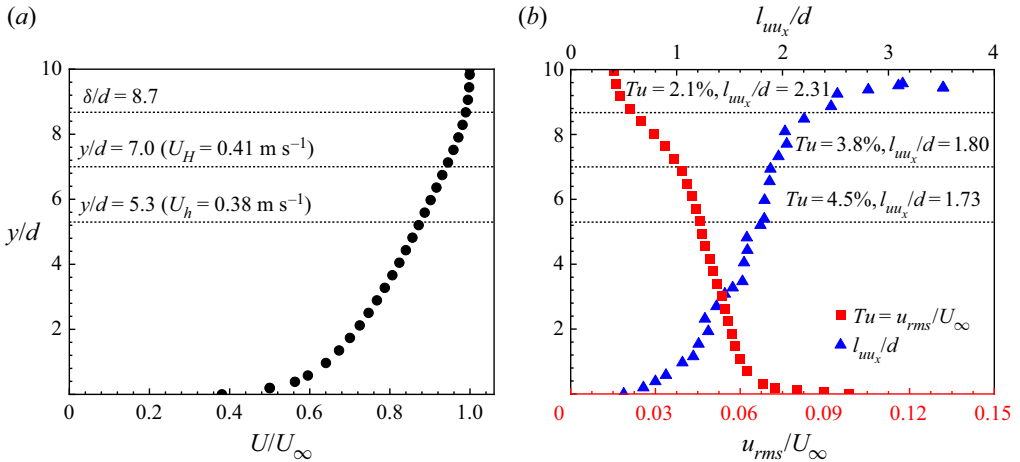 (a)
10
8
6
y/d
4
2
0
δ/d = 8.7
y/d = 7.0 (U_H = 0.41 m s⁻¹)
y/d = 5.3 (U_h = 0.38 m s⁻¹)
0 0.2 0.4 0.6 0.8 1.0
U/U_∞
(b)
l_{uu_x}/d
0 1 2 3 4
10
8
6
4
2
Tu = 2.1%, l_{uu_x}/d = 2.31
Tu = 3.8%, l_{uu_x}/d = 1.80
Tu = 4.5%, l_{uu_x}/d = 1.73
Tu = u_{rms}/U_∞
l_{uu_x}/d
0 0.03 0.06 0.09 0.12 0.15
u_{rms}/U_∞